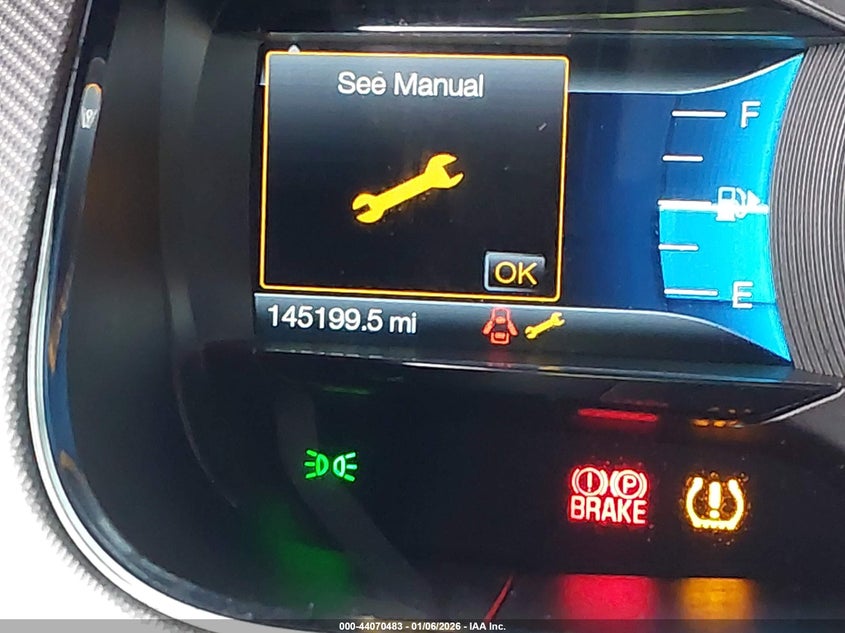 See Manual
F
OK
E
145199.5 mi
P
BRAKE
000-44070483 - 01/06/2026 - IAA Inc.